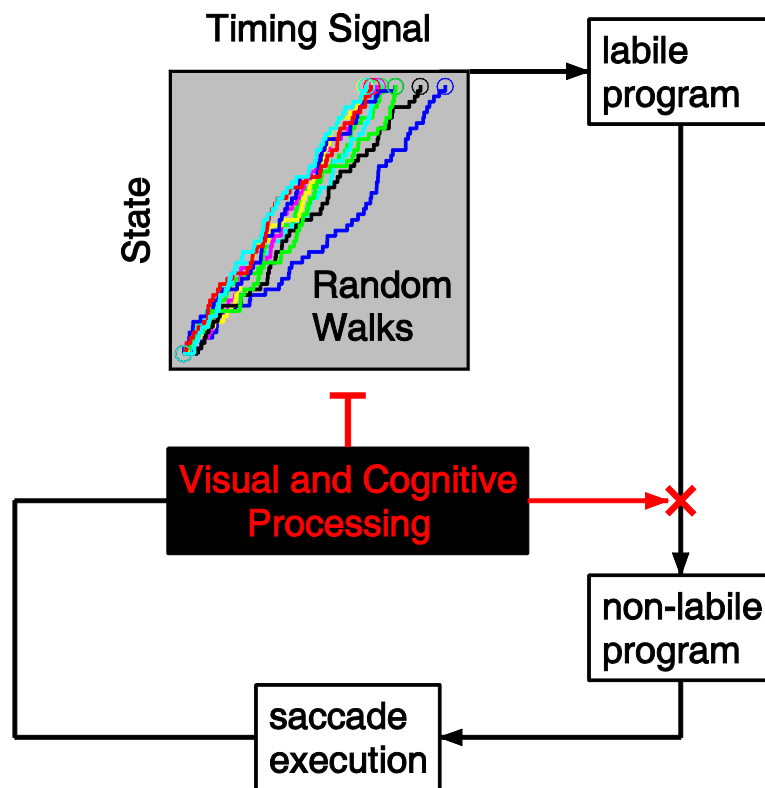 Timing Signal
labile
program
State
Random
Walks
Visual and Cognitive
Processing
non-labile
program
saccade
execution